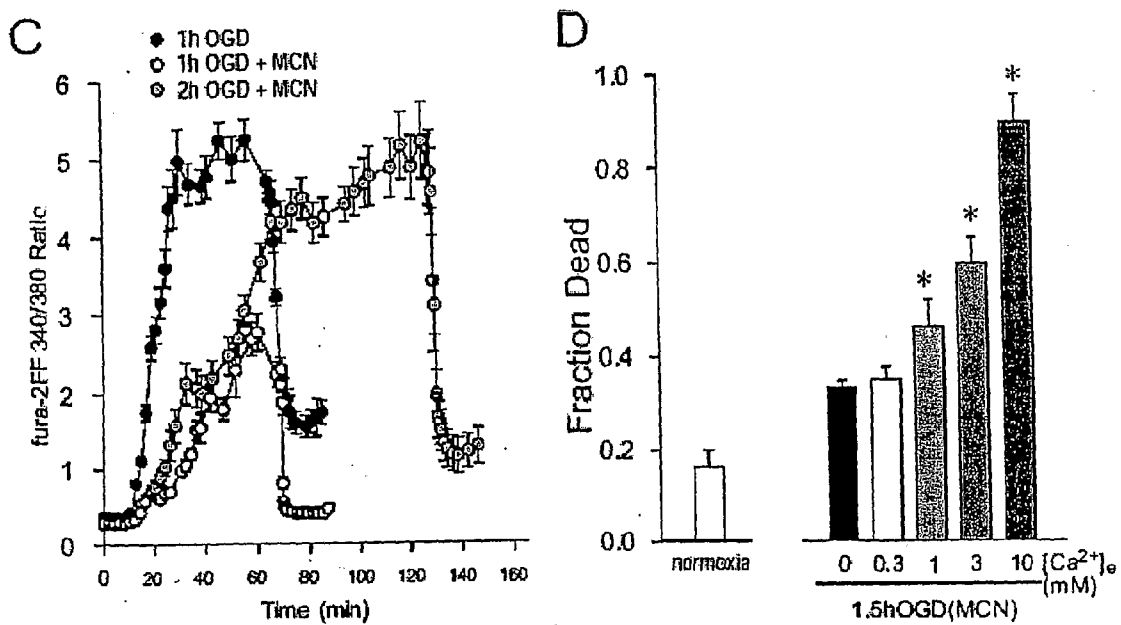 C
1h OGD
1h OGD + MCN
2h OGD + MCN
6
5
4
3
2
1
0
fura-2FF 340/380 Ratio
0 20 40 60 80 100 120 140 160
Time (min)
D
1.0
0.8
0.6
0.4
0.2
0.0
Fraction Dead
* * *
normoxia
0 0.3 1 3 10 [Ca²⁺]e
(mM)
1.5hOGD(MCN)